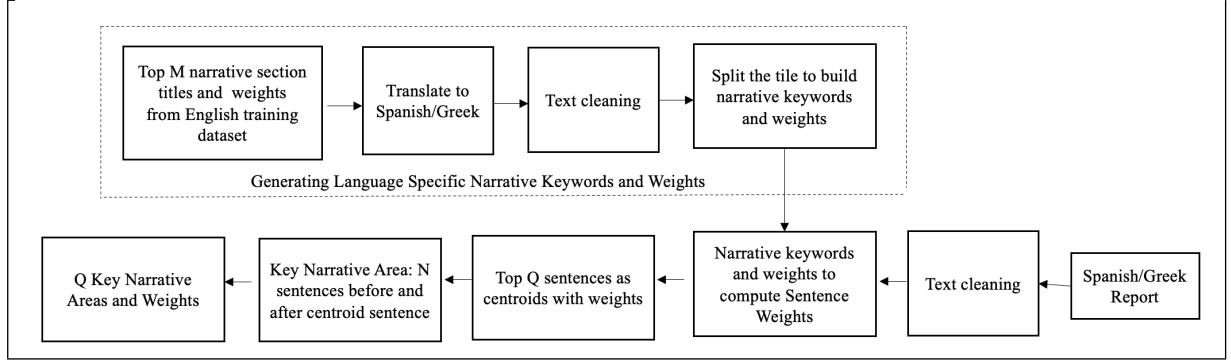 Top M narrative section
titles and weights
from English training
dataset
Translate to
Spanish/Greek
Text cleaning
Split the tile to build
narrative keywords
and weights
Generating Language Specific Narrative Keywords and Weights
Q Key Narrative
Areas and Weights
Key Narrative Area: N
sentences before and
after centroid sentence
Top Q sentences as
centroids with weights
Narrative keywords
and weights to
compute Sentence
Weights
Text cleaning
Spanish/Greek
Report